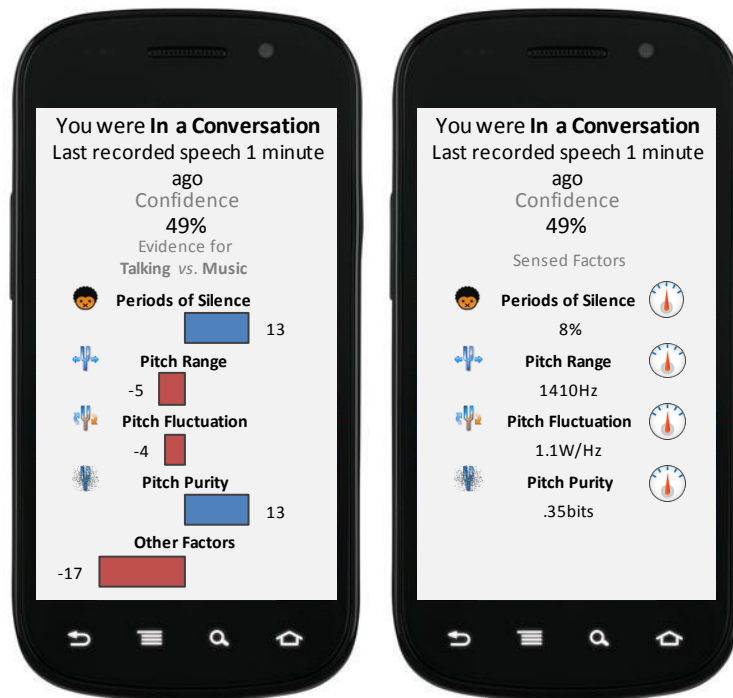 You were In a Conversation
Last recorded speech 1 minute
ago
Confidence
49%
Evidence for
Talking vs. Music
Periods of Silence
13
Pitch Range
-5
Pitch Fluctuation
-4
Pitch Purity
13
Other Factors
-17
You were In a Conversation
Last recorded speech 1 minute
ago
Confidence
49%
Sensed Factors
Periods of Silence
8%
Pitch Range
1410Hz
Pitch Fluctuation
1.1W/Hz
Pitch Purity
.35bits